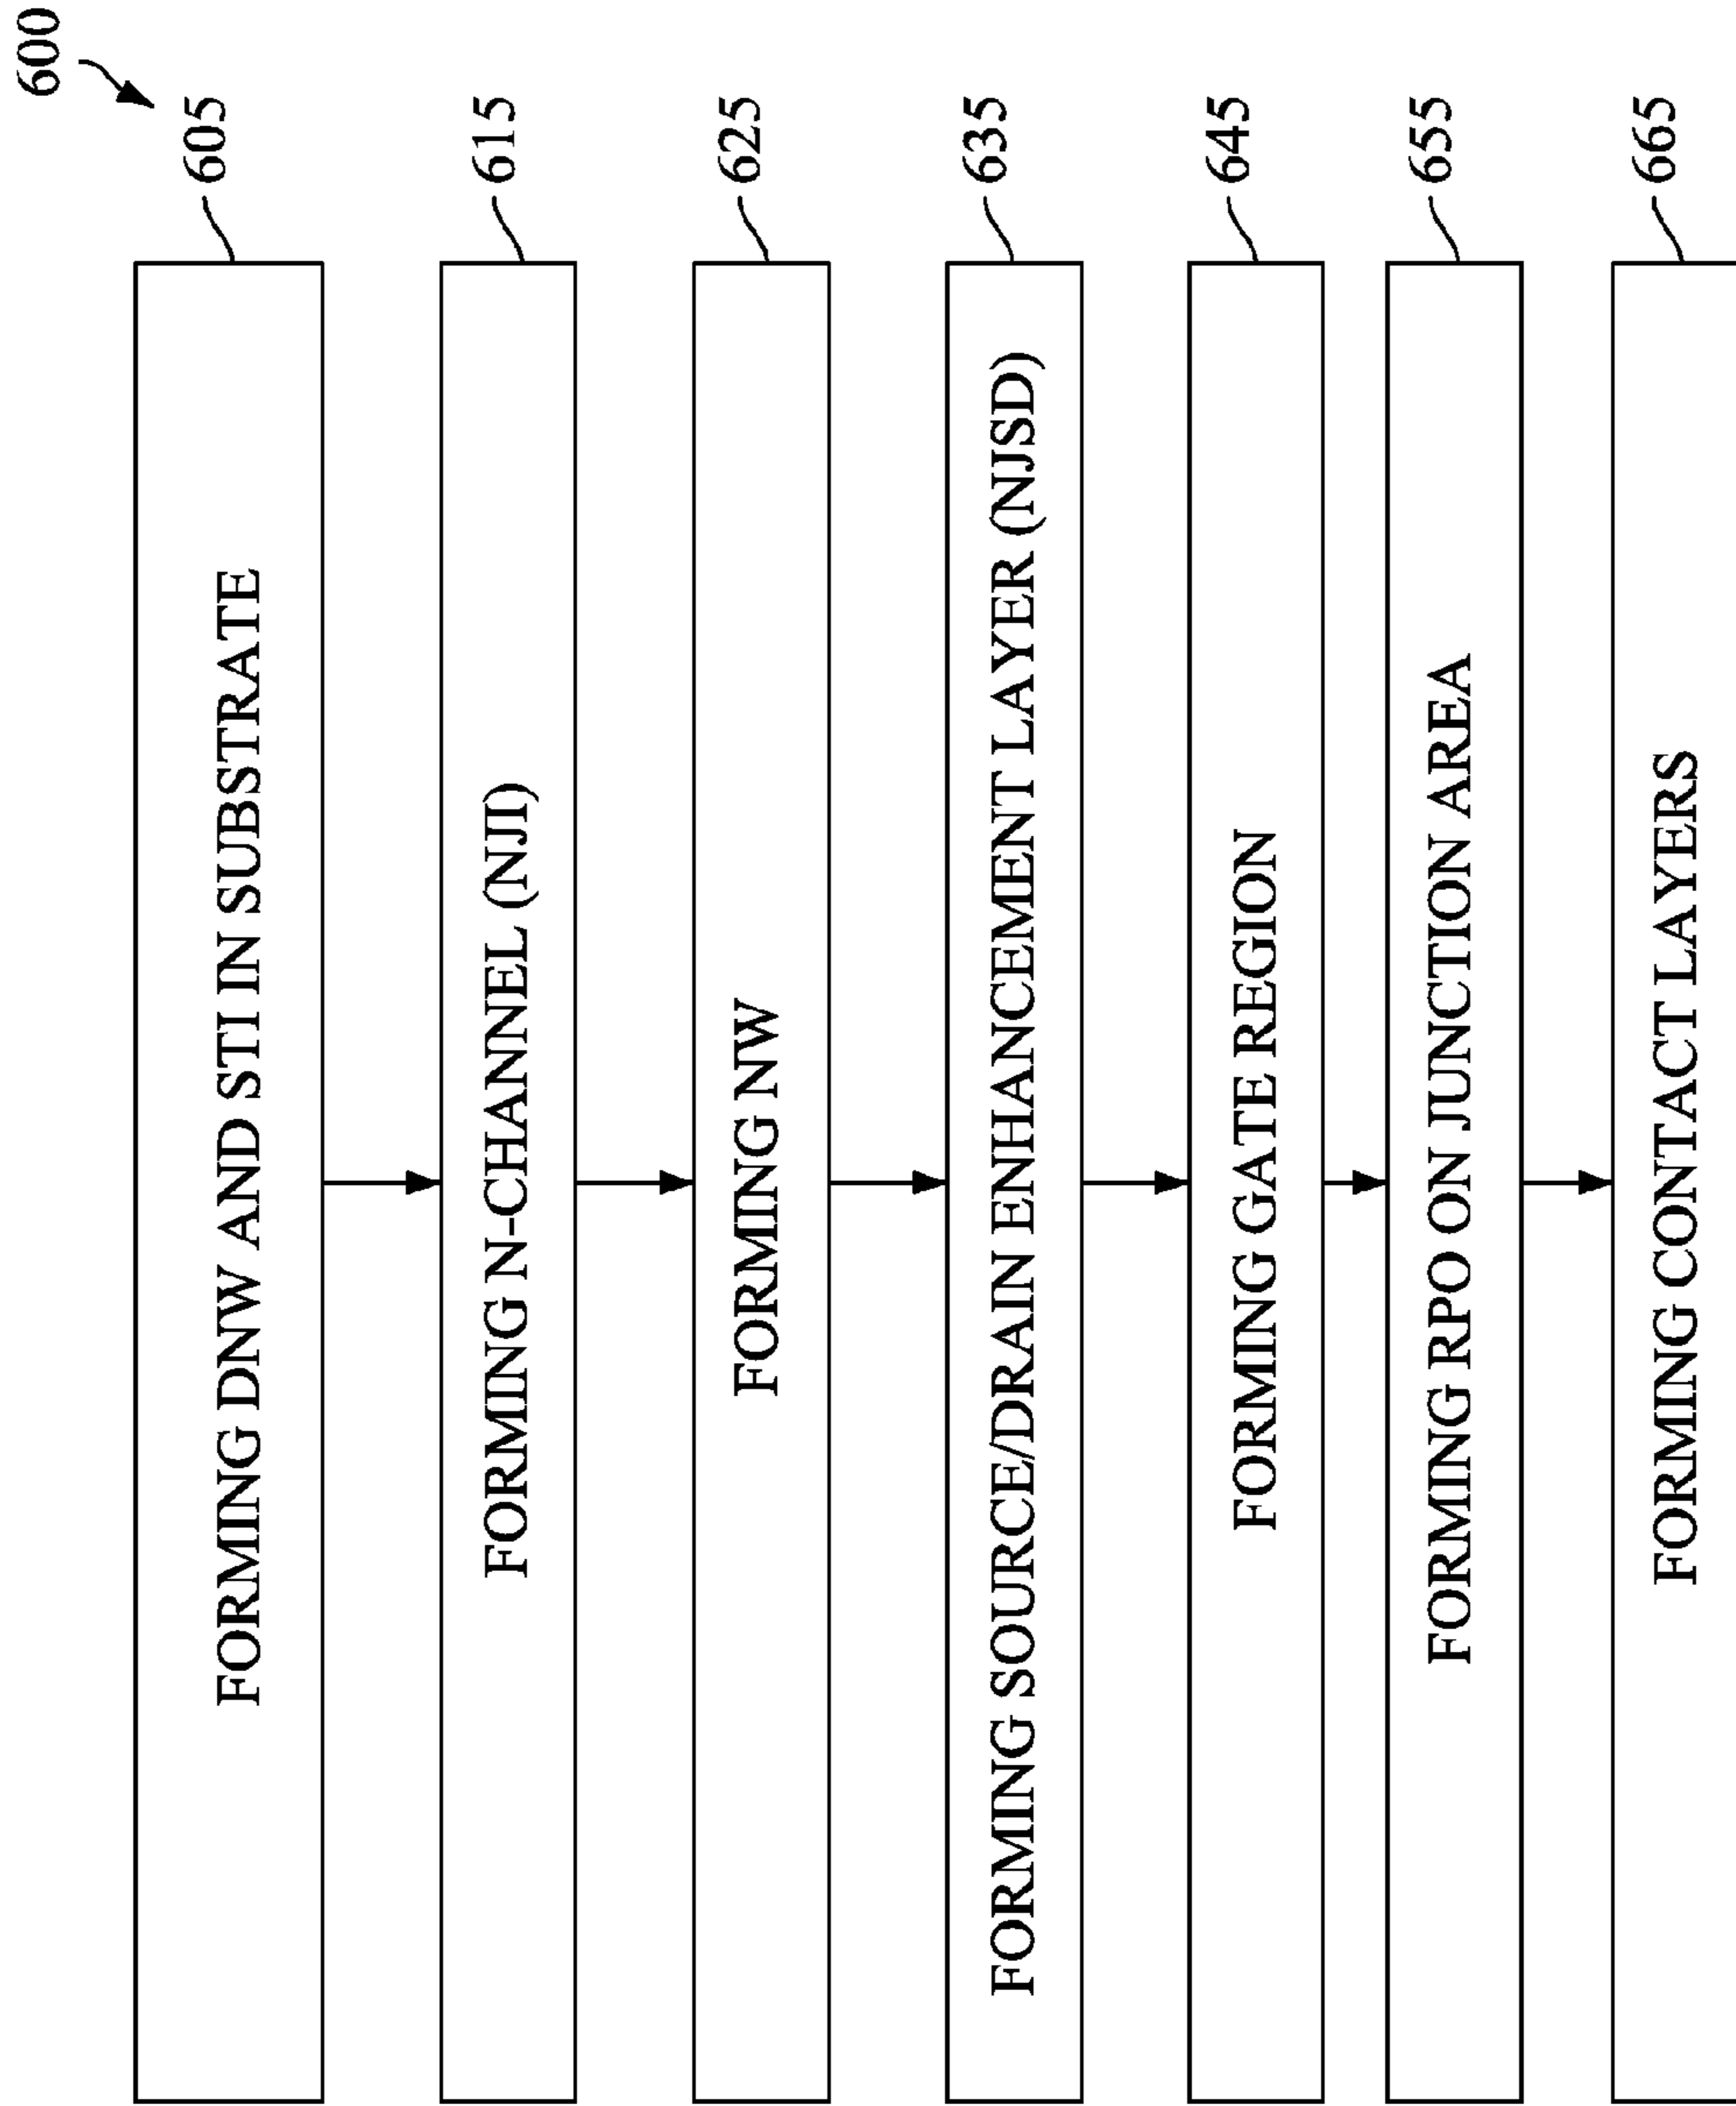 600
605
FORMING DNW AND STI IN SUBSTRATE
615
FORMING N-CHANNEL (NJI)
625
FORMING NW
635
FORMING SOURCE/DRAIN ENHANCEMENT LAYER (NJSD)
645
FORMING GATE REGION
655
FORMING RPO ON JUNCTION AREA
665
FORMING CONTACT LAYERS